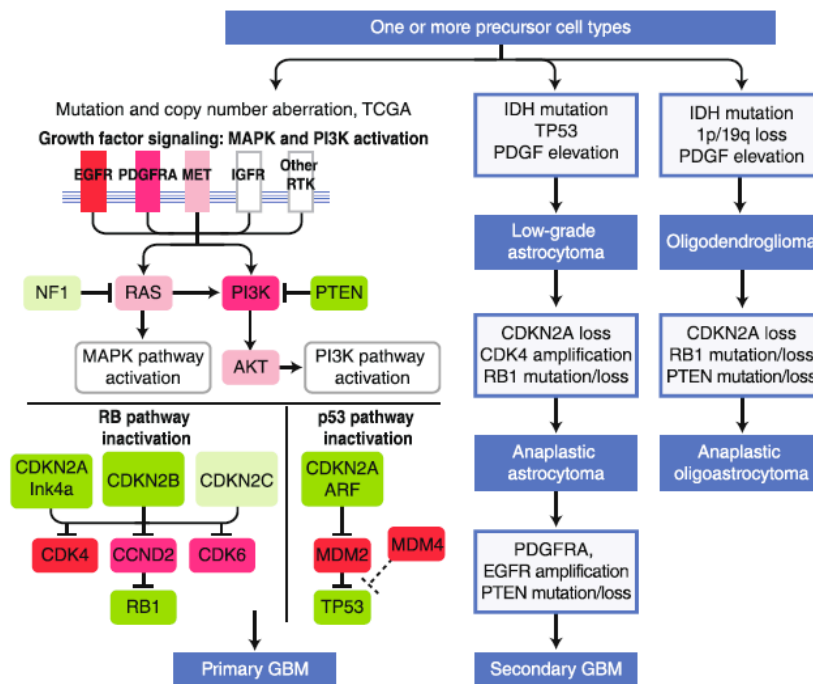 One or more precursor cell types
Mutation and copy number aberration, TCGA
Growth factor signaling: MAPK and PI3K activation
EGFR
PDGFRA
MET
IGFR
Other
RTK
NF1
RAS
PI3K
PTEN
MAPK pathway
activation
AKT
PI3K pathway
activation
RB pathway
inactivation
CDKN2A
Ink4a
CDKN2B
CDKN2C
CDK4
CCND2
CDK6
RB1
p53 pathway
inactivation
CDKN2A
ARF
MDM2
MDM4
TP53
Primary GBM
IDH mutation
TP53
PDGF elevation
Low-grade
astrocytoma
CDKN2A loss
CDK4 amplification
RB1 mutation/loss
Anaplastic
astrocytoma
PDGFRA,
EGFR amplification
PTEN mutation/loss
Secondary GBM
IDH mutation
1p/19q loss
PDGF elevation
Oligodendroglioma
CDKN2A loss
RB1 mutation/loss
PTEN mutation/loss
Anaplastic
oligoastrocytoma